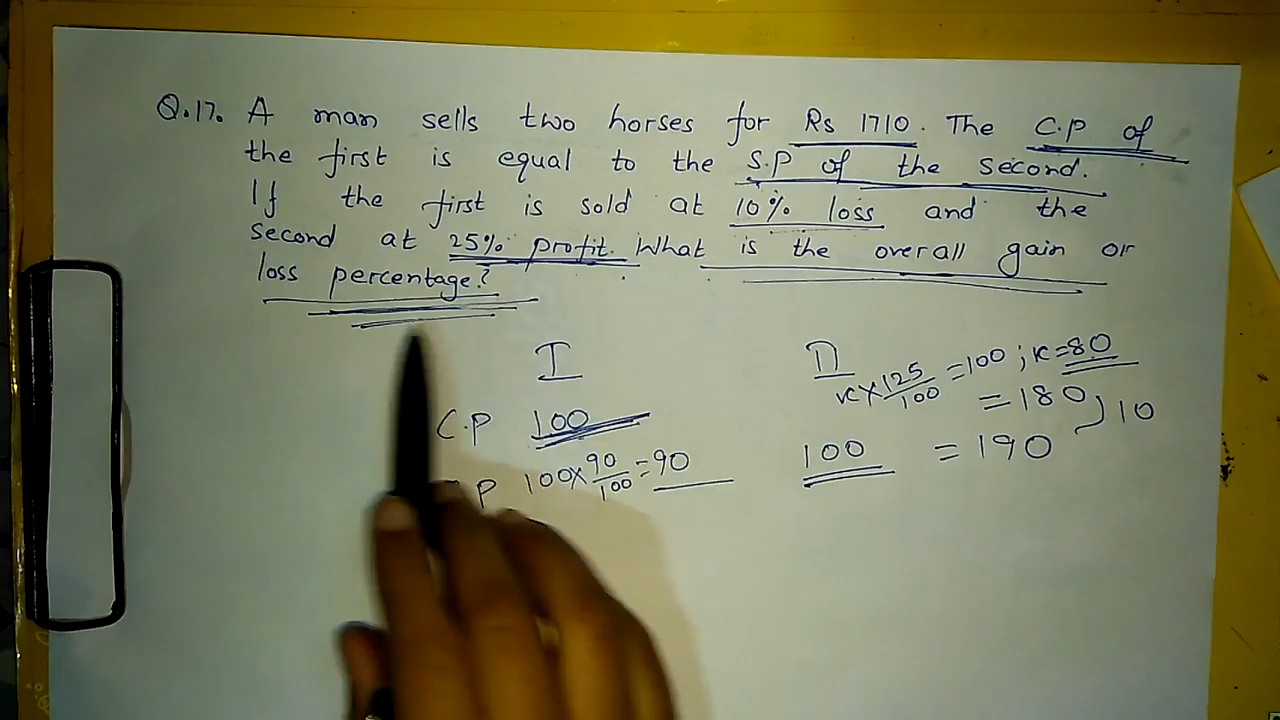 Q.17. A man sells two horses for Rs 1710. The C.P of
the first is equal to the S.P of the second.
If the first is sold at 10% loss and the
second at 25% profit. What is the overall gain or
loss percentage?
I II
x × 125/100 = 100 ; x = 80
C.P 100 = 180 ) 10
P 100 × 90/100 = 90 100 = 190